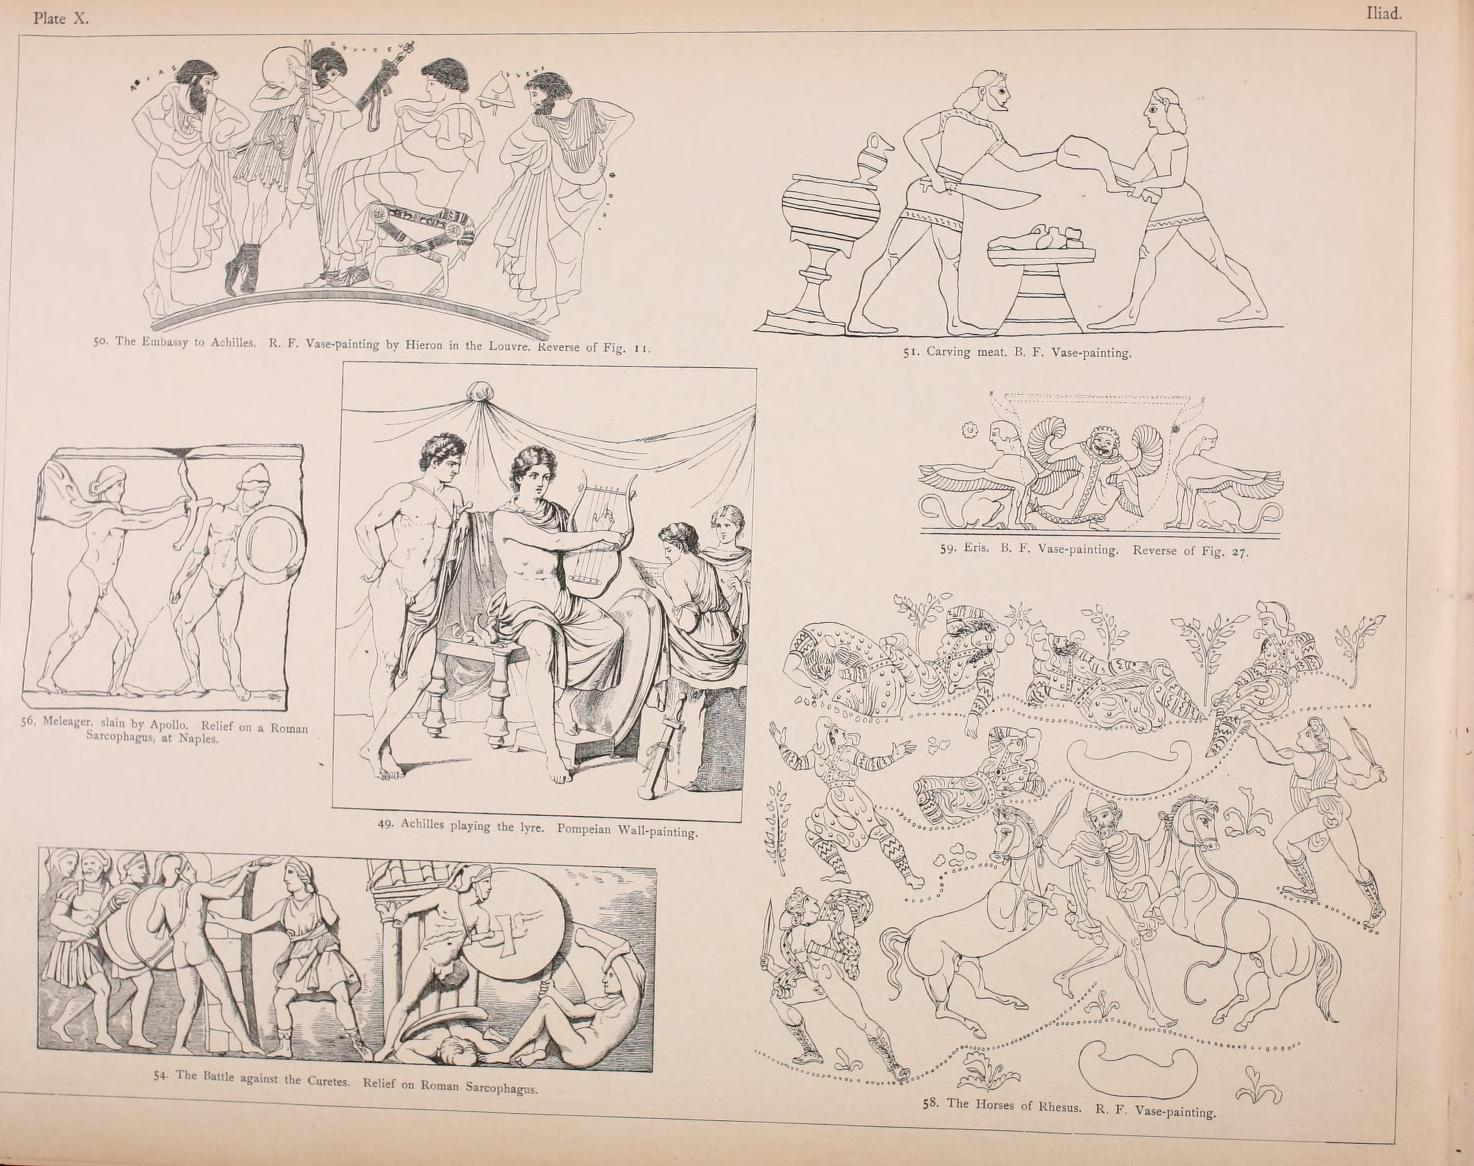 Plate X.
Iliad.
50. The Embassy to Achilles. R. F. Vase-painting by Hieron in the Louvre. Reverse of Fig. 11.
51. Carving meat. B. F. Vase-painting.
59. Eris. B. F. Vase-painting. Reverse of Fig. 27.
56. Meleager, slain by Apollo. Relief on a Roman
Sarcophagus, at Naples.
49. Achilles playing the lyre. Pompeian Wall-painting.
54. The Battle against the Curetes. Relief on Roman Sarcophagus.
58. The Horses of Rhesus. R. F. Vase-painting.